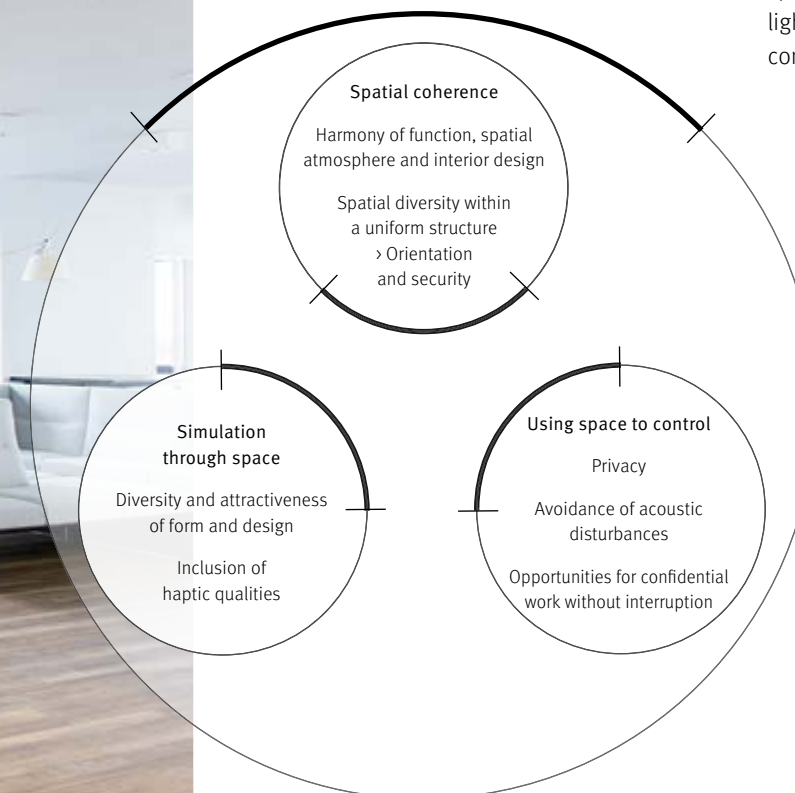 Spatial coherence
Harmony of function, spatial
atmosphere and interior design
Spatial diversity within
a uniform structure
› Orientation
and security
Simulation
through space
Diversity and attractiveness
of form and design
Inclusion of
haptic qualities
Using space to control
Privacy
Avoidance of acoustic
disturbances
Opportunities for confidential
work without interruption